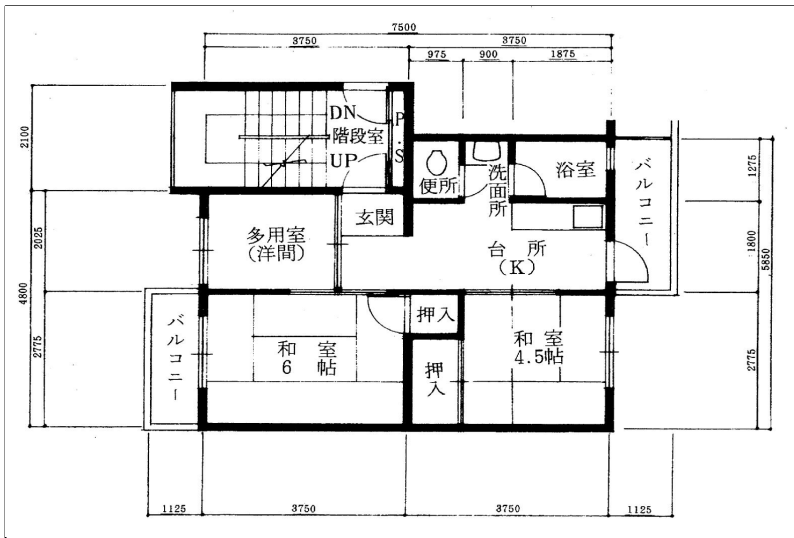 7500
3750
3750
975
900
1875
2100
2025
4800
2775
1275
1800
5850
2775
DN
階段室
UP
P.S
便所
洗面所
浴室
バルコニー
玄関
多用室
(洋間)
台所
(K)
バルコニー
和室
6帖
押入
押入
和室
4.5帖
1125
3750
3750
1125